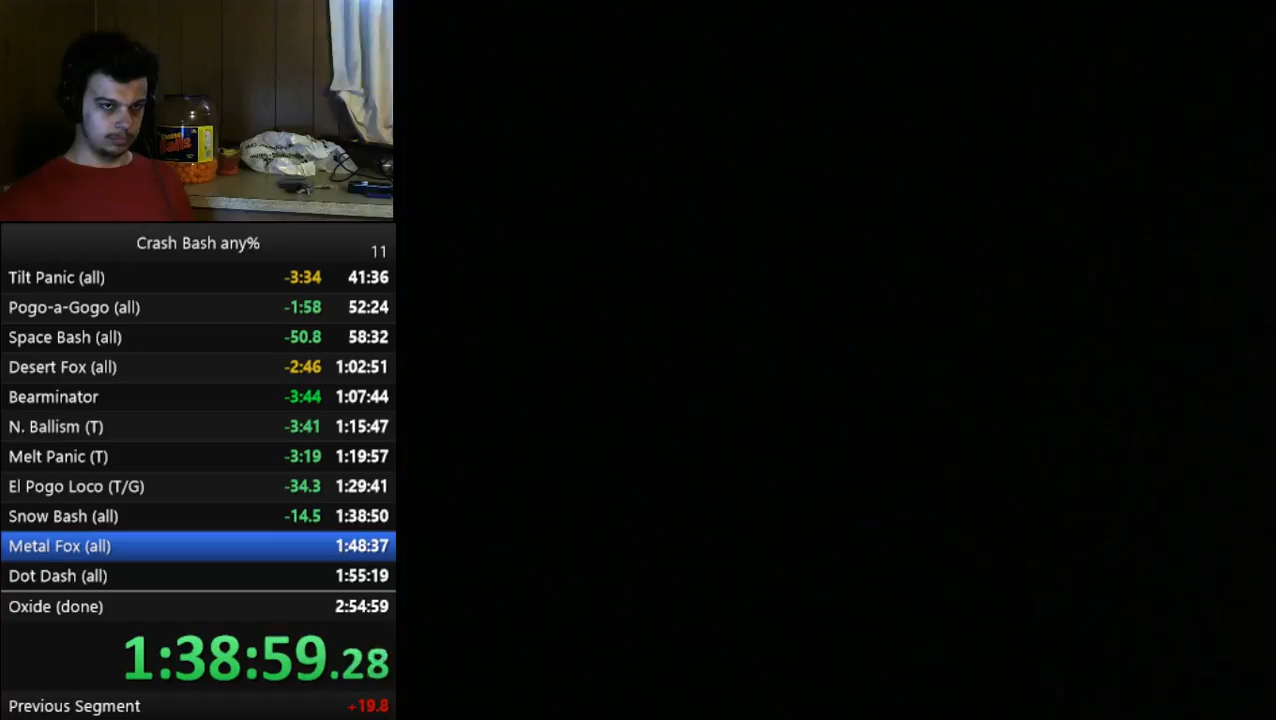 Balls
Crash Bash any%
11
Tilt Panic (all) -3:34 41:36
Pogo-a-Gogo (all) -1:58 52:24
Space Bash (all) -50.8 58:32
Desert Fox (all) -2:46 1:02:51
Bearminator -3:44 1:07:44
N. Ballism (T) -3:41 1:15:47
Melt Panic (T) -3:19 1:19:57
El Pogo Loco (T/G) -34.3 1:29:41
Snow Bash (all) -14.5 1:38:50
Metal Fox (all) 1:48:37
Dot Dash (all) 1:55:19
Oxide (done) 2:54:59
1:38:59.28
Previous Segment +19.8